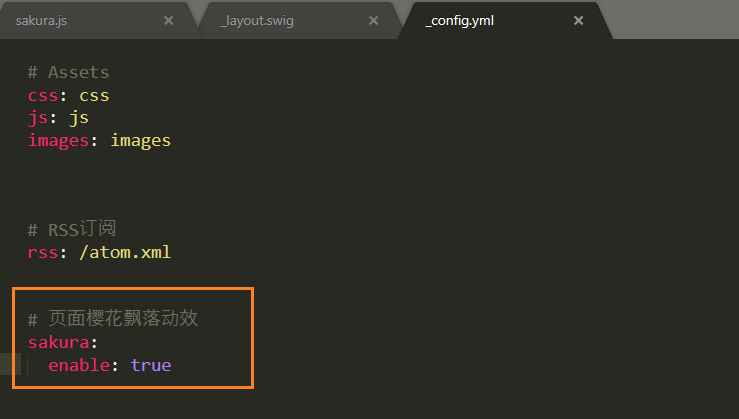 sakura.js × _layout.swig × _config.yml ×
# Assets
css: css
js: js
images: images
# RSS订阅
rss: /atom.xml
# 页面樱花飘落动效
sakura:
  enable: true